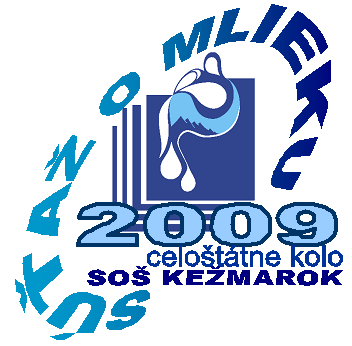 SÚŤAŽ O MLIEKU
2009
celoštátne kolo
SOŠ KEŽMAROK